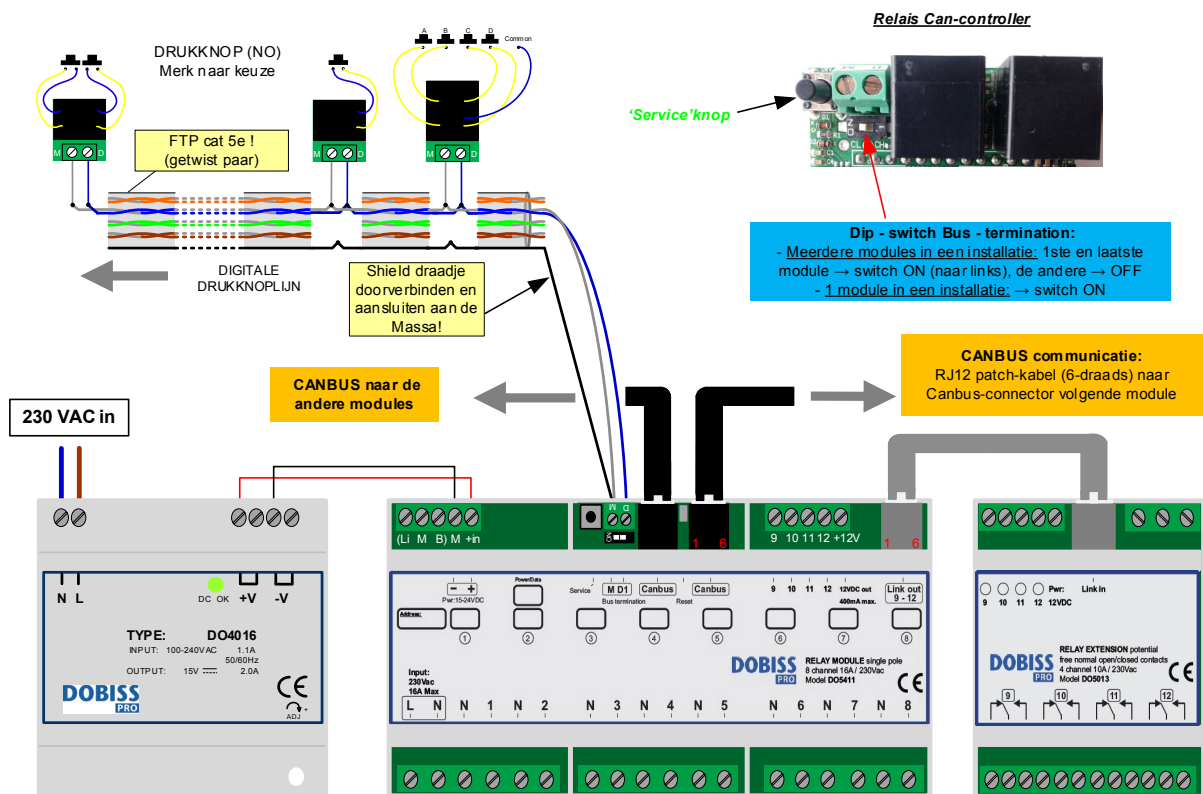 Relais Can-controller
A B C D Common
DRUKKNOP (NO)
Merk naar keuze
'Service'knop
M D
M D
M D
FTP cat 5e !
(getwist paar)
Dip - switch Bus - termination:
- Meerdere modules in een installatie: 1ste en laatste
module → switch ON (naar links), de andere → OFF
- 1 module in een installatie: → switch ON
DIGITALE
DRUKKNOPLIJN
Shield draadje
doorverbinden en
aansluiten aan de
Massa!
CANBUS communicatie:
RJ12 patch-kabel (6-draads) naar
Canbus-connector volgende module
CANBUS naar de
andere modules
230 VAC in
(Li M B) M +in
M D
ON
1 6
9 10 11 12 +12V
1 6
N L
DC OK +V -V
TYPE: DO4016
INPUT: 100-240VAC 1.1A
50/60Hz
OUTPUT: 15V 2.0A
DOBISS
PRO
CE
+
ADJ
- +
Pwr:15-24VDC
Power/Data
Service
M D1
Canbus
Canbus
Bus termination
Reset
9 10 11 12 12VDC out
400mA max.
Link out
9 - 12
Address:
1 2 3 4 5 6 7 8
Input:
230Vac
16A Max
DOBISS
PRO
RELAY MODULE single pole
8 channel 16A / 230Vac
Model DO5411
CE
L N N 1 N 2 N 3 N 4 N 5 N 6 N 7 N 8
Pwr: Link in
9 10 11 12 12VDC
DOBISS
PRO
RELAY EXTENSION potential
free normal open/closed contacts
4 channel 10A / 230Vac
Model DO5013
CE
9 10 11 12